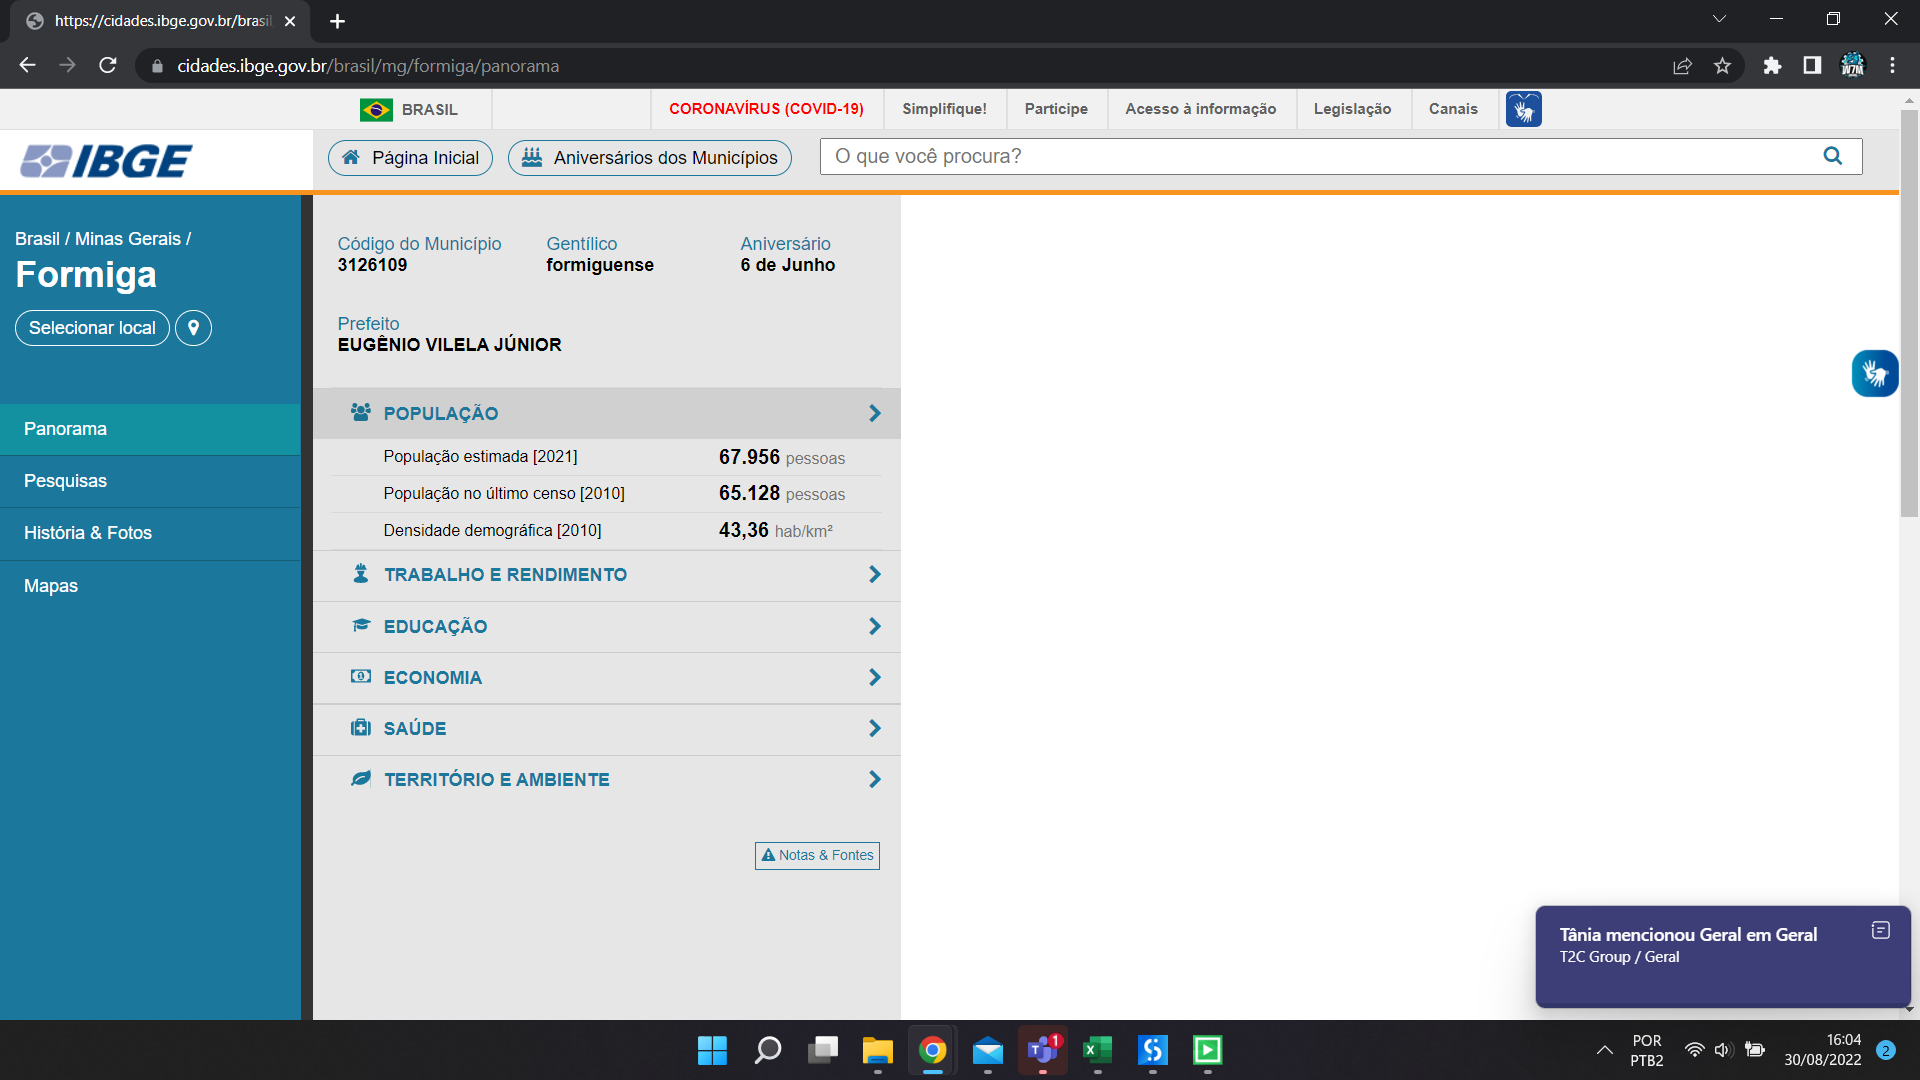 https://cidades.ibge.gov.br/brasil
cidades.ibge.gov.br/brasil/mg/formiga/panorama
BRASIL
CORONAVÍRUS (COVID-19)
Simplifique!
Participe
Acesso à informação
Legislação
Canais
IBGE
Página Inicial
Aniversários dos Municípios
O que você procura?
Brasil / Minas Gerais /
Formiga
Selecionar local
Panorama
Pesquisas
História & Fotos
Mapas
Código do Município
3126109
Gentílico
formiguense
Aniversário
6 de Junho
Prefeito
EUGÊNIO VILELA JÚNIOR
POPULAÇÃO
População estimada [2021] 67.956 pessoas
População no último censo [2010] 65.128 pessoas
Densidade demográfica [2010] 43,36 hab/km²
TRABALHO E RENDIMENTO
EDUCAÇÃO
ECONOMIA
SAÚDE
TERRITÓRIO E AMBIENTE
Notas & Fontes
Tânia mencionou Geral em Geral
T2C Group / Geral
1
POR
PTB2
16:04
30/08/2022
2